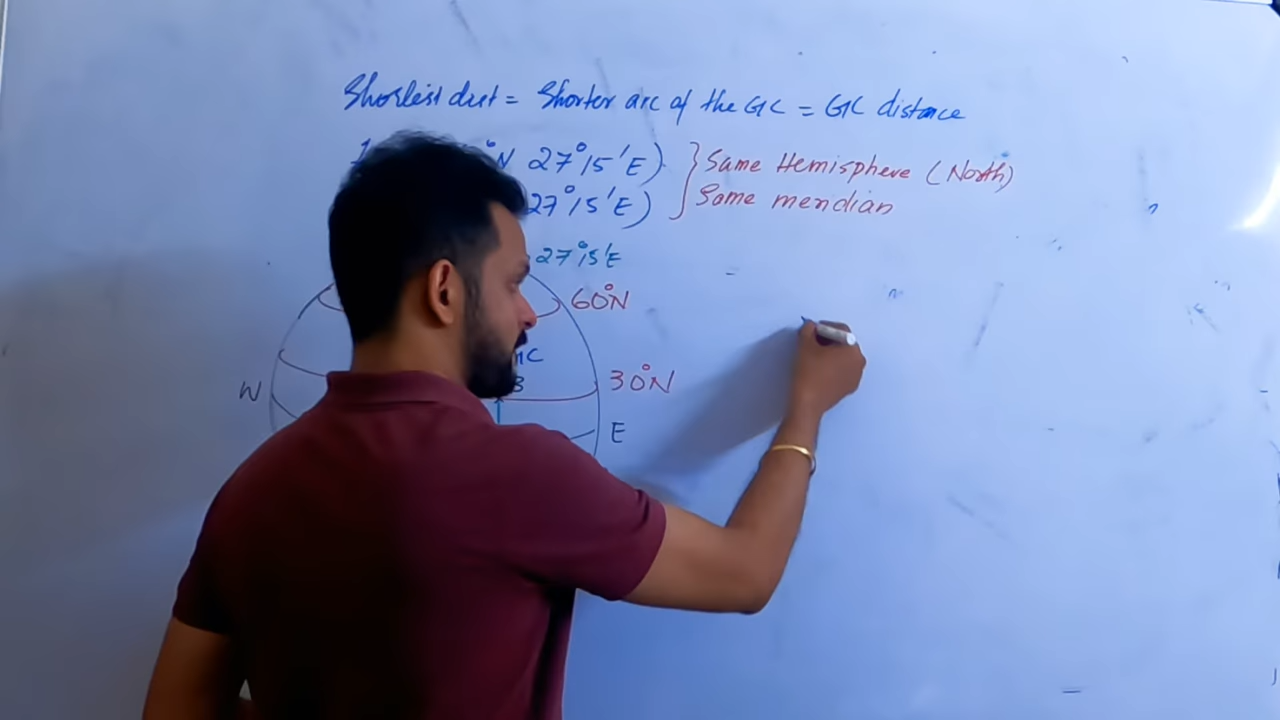 Shortest dist = Shorter arc of the GC = GC distance
°N 27°15'E) } Same Hemisphere (North)
27°15'E) Same meridian
27°15'E
60°N
W 30°N
E